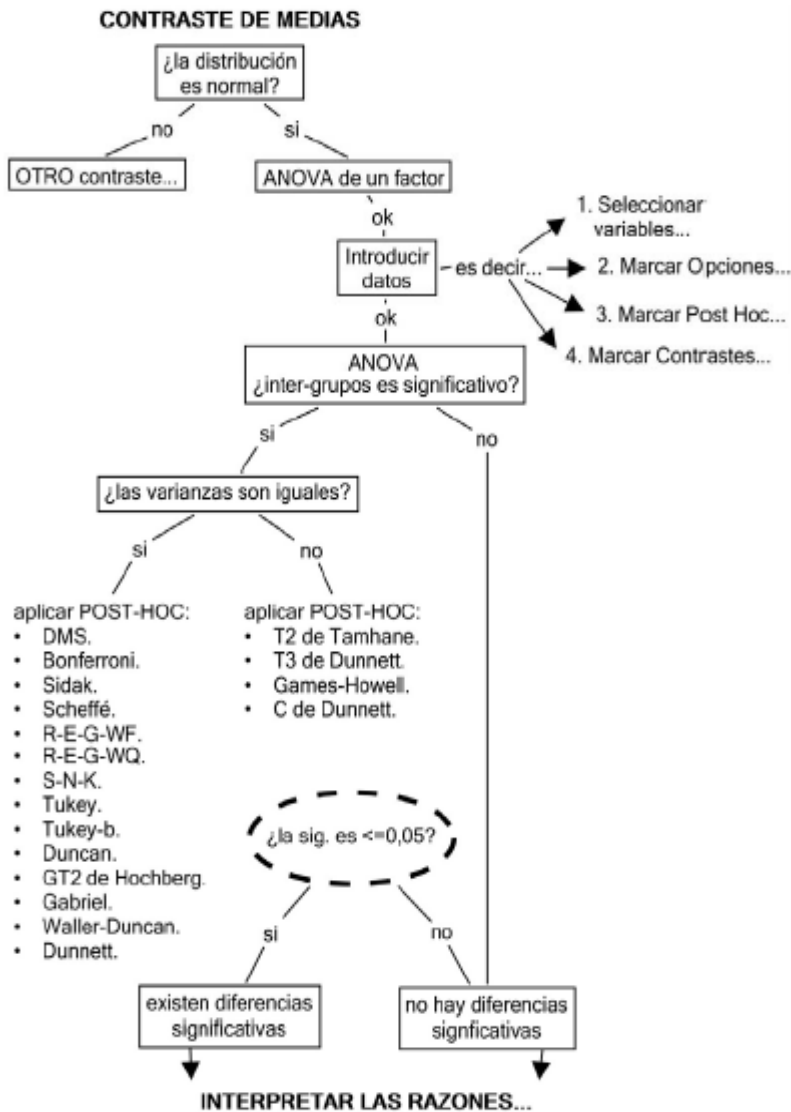 CONTRASTE DE MEDIAS
¿la distribución
es normal?
no
si
OTRO contraste...
ANOVA de un factor
ok
Introducir
datos
es decir...
1. Seleccionar
variables...
2. Marcar Opciones...
3. Marcar Post Hoc...
4. Marcar Contrastes...
ok
ANOVA
¿inter-grupos es significativo?
si
no
¿las varianzas son iguales?
si
no
aplicar POST-HOC:
• DMS.
• Bonferroni.
• Sidak.
• Scheffé.
• R-E-G-WF.
• R-E-G-WQ.
• S-N-K.
• Tukey.
• Tukey-b.
• Duncan.
• GT2 de Hochberg.
• Gabriel.
• Waller-Duncan.
• Dunnett.
aplicar POST-HOC:
• T2 de Tamhane.
• T3 de Dunnett.
• Games-Howell.
• C de Dunnett.
¿la sig. es <=0,05?
si
no
existen diferencias
significativas
no hay diferencias
signficativas
INTERPRETAR LAS RAZONES...